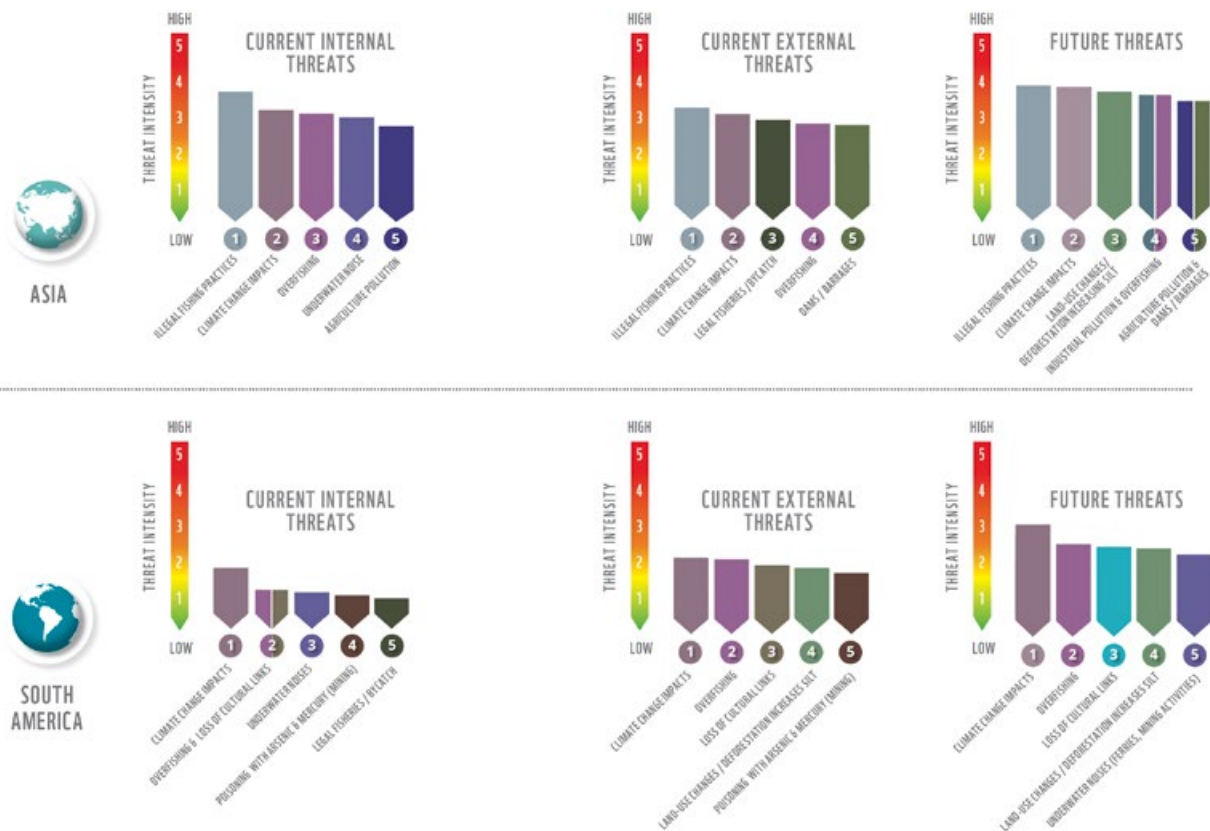 HIGH
5
4
3
2
1
LOW
THREAT INTENSITY
CURRENT INTERNAL
THREATS
1
2
3
4
5
ILLEGAL FISHING PRACTICES
CLIMATE CHANGE IMPACTS
OVERFISHING
UNDERWATER NOISE
AGRICULTURE POLLUTION
HIGH
5
4
3
2
1
LOW
THREAT INTENSITY
CURRENT EXTERNAL
THREATS
1
2
3
4
5
ILLEGAL FISHING PRACTICES
CLIMATE CHANGE IMPACTS
LEGAL FISHERIES /BYCATCH
OVERFISHING
DAMS / BARRAGES
HIGH
5
4
3
2
1
LOW
THREAT INTENSITY
FUTURE THREATS
1
2
3
4
5
ILLEGAL FISHING PRACTICES
CLIMATE CHANGE IMPACTS
LAND-USE CHANGES/
DEFORESTATION INCREASING SILT
INDUSTRIAL POLLUTION & OVERFISHING
AGRICULTURE POLLUTION &
DAMS / BARRAGES
ASIA
HIGH
5
4
3
2
1
LOW
THREAT INTENSITY
CURRENT INTERNAL
THREATS
1
2
3
4
5
CLIMATE CHANGE IMPACTS
OVERFISHING & LOSS OF CULTURAL LINKS
UNDERWATER NOISES
POISONING WITH ARSENIC & MERCURY (MINING)
LEGAL FISHERIES / BYCATCH
HIGH
5
4
3
2
1
LOW
THREAT INTENSITY
CURRENT EXTERNAL
THREATS
1
2
3
4
5
CLIMATE CHANGE IMPACTS
OVERFISHING
LOSS OF CULTURAL LINKS
LAND-USE CHANGES / DEFORESTATION INCREASES SILT
POISONING WITH ARSENIC & MERCURY (MINING)
HIGH
5
4
3
2
1
LOW
THREAT INTENSITY
FUTURE THREATS
1
2
3
4
5
CLIMATE CHANGE IMPACTS
OVERFISHING
LOSS OF CULTURAL LINKS
LAND-USE CHANGES / DEFORESTATION INCREASES SILT
UNDERWATER NOISES (FERRIES, MINING ACTIVITIES)
SOUTH
AMERICA